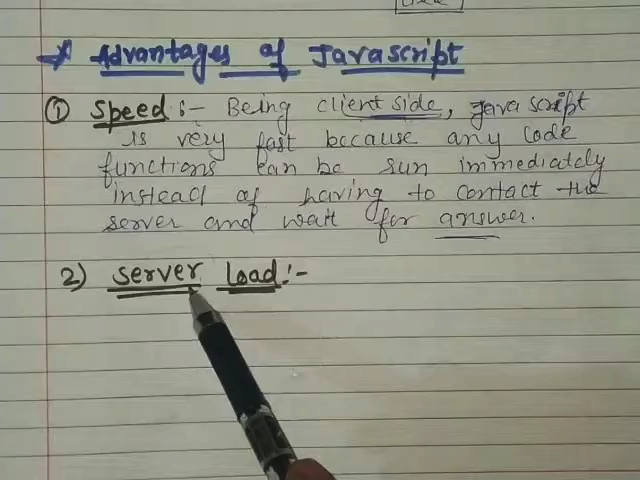 * Advantages of Javascript
① Speed :- Being client side, Java script
is very fast because any code
functions can be run immediately
instead of having to contact the
server and wait for answer.
2) server load :-